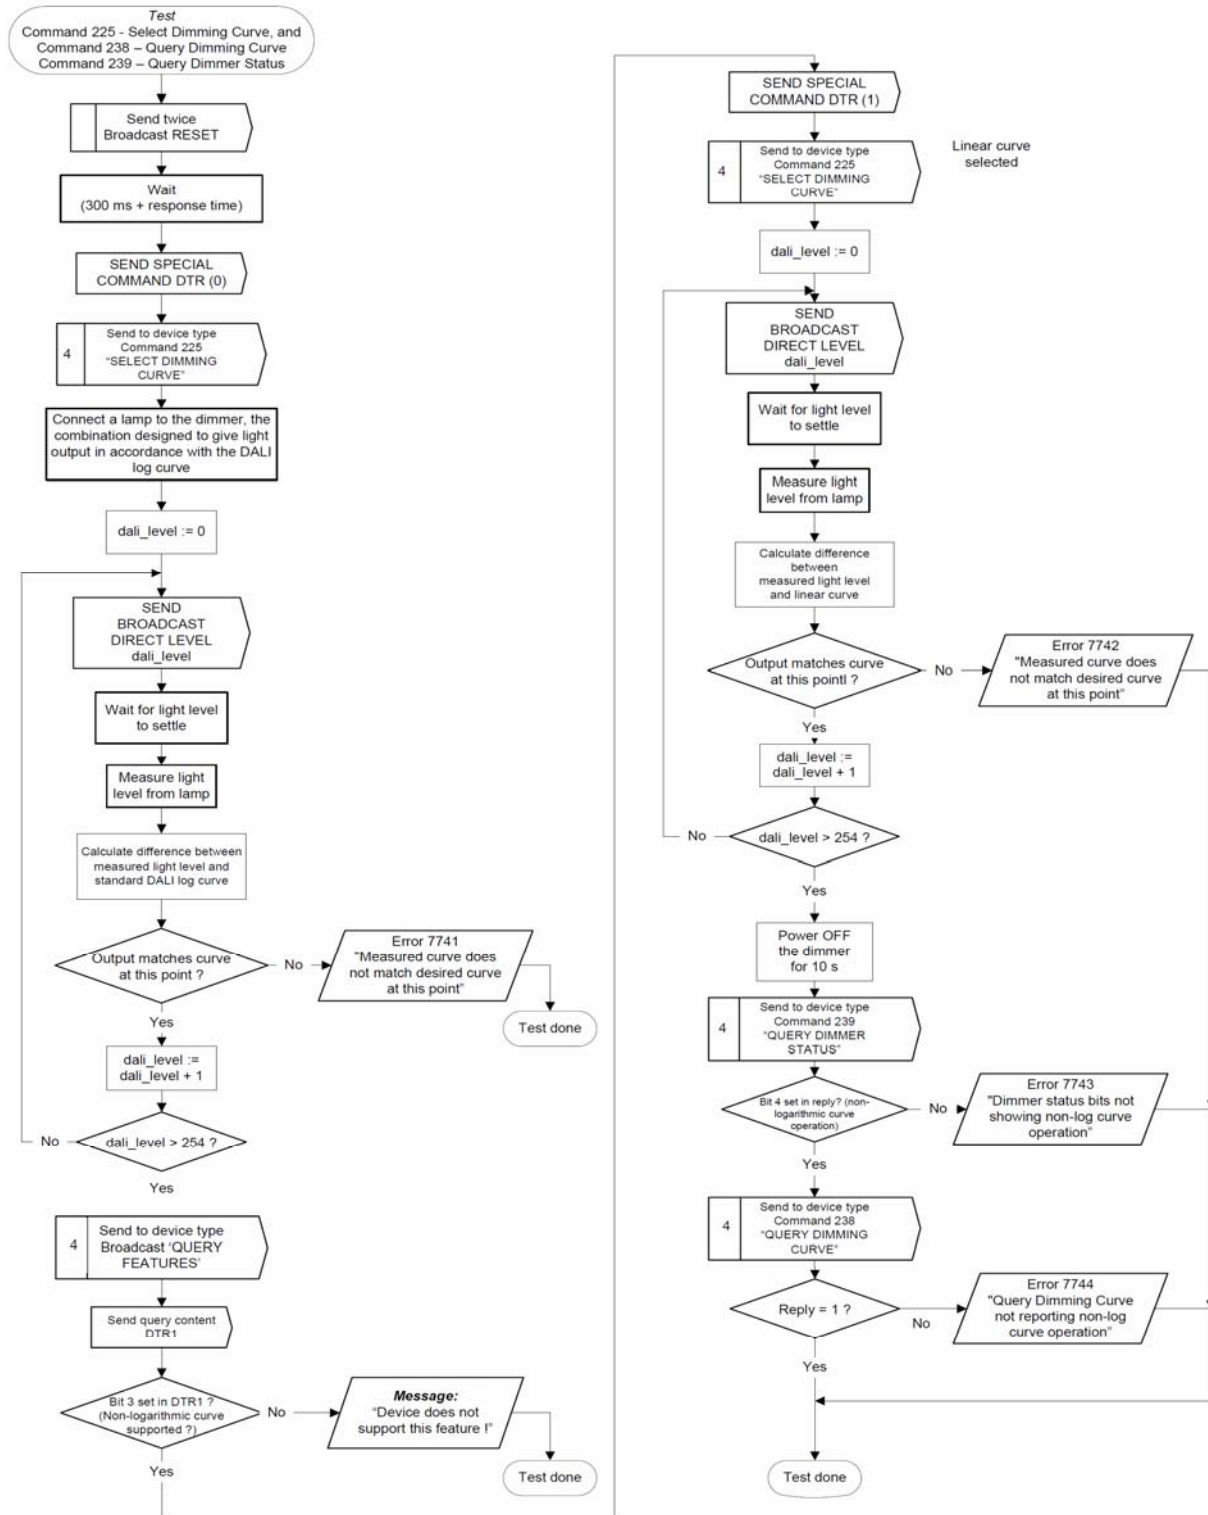 Test
Command 225 - Select Dimming Curve, and
Command 238 – Query Dimming Curve
Command 239 – Query Dimmer Status
Send twice
Broadcast RESET
Wait
(300 ms + response time)
SEND SPECIAL
COMMAND DTR (0)
4
Send to device type
Command 225
"SELECT DIMMING
CURVE"
Connect a lamp to the dimmer, the
combination designed to give light
output in accordance with the DALI
log curve
dali_level := 0
SEND
BROADCAST
DIRECT LEVEL
dali_level
Wait for light level
to settle
Measure light
level from lamp
Calculate difference between
measured light level and
standard DALI log curve
Output matches curve
at this point ?
No
Error 7741
"Measured curve does
not match desired curve
at this point"
Test done
Yes
dali_level :=
dali_level + 1
No
dali_level > 254 ?
Yes
4
Send to device type
Broadcast ‘QUERY
FEATURES’
Send query content
DTR1
Bit 3 set in DTR1 ?
(Non-logarithmic curve
supported ?)
No
Message:
"Device does not
support this feature !"
Test done
Yes
SEND SPECIAL
COMMAND DTR (1)
4
Send to device type
Command 225
"SELECT DIMMING
CURVE"
Linear curve
selected
dali_level := 0
SEND
BROADCAST
DIRECT LEVEL
dali_level
Wait for light level
to settle
Measure light
level from lamp
Calculate difference
between
measured light level
and linear curve
Output matches curve
at this pointl ?
No
Error 7742
"Measured curve does
not match desired curve
at this point"
Yes
dali_level :=
dali_level + 1
No
dali_level > 254 ?
Yes
Power OFF
the dimmer
for 10 s
4
Send to device type
Command 239
"QUERY DIMMER
STATUS"
Bit 4 set in reply? (non-
logarithmic curve
operation)
No
Error 7743
"Dimmer status bits not
showing non-log curve
operation"
Yes
4
Send to device type
Command 238
"QUERY DIMMING
CURVE"
Reply = 1 ?
No
Error 7744
"Query Dimming Curve
not reporting non-log
curve operation"
Yes
Test done